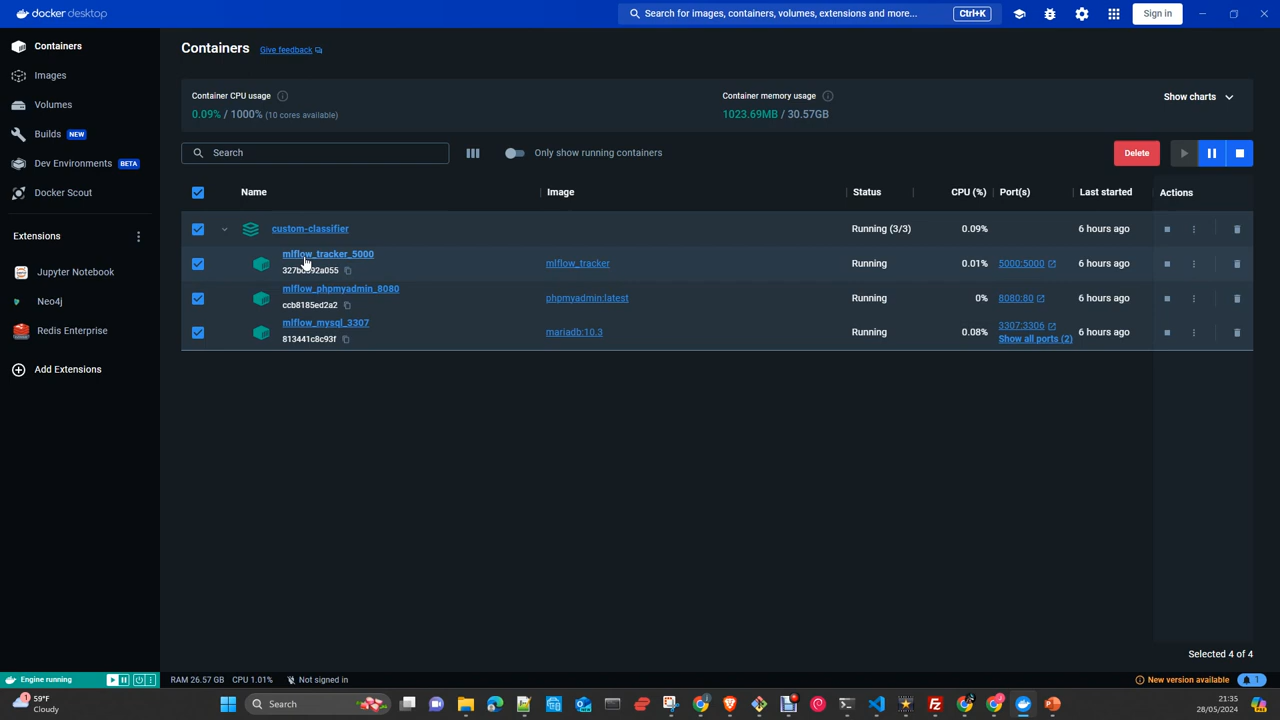 docker desktop
Search for images, containers, volumes, extensions and more...
Ctrl+K
Sign in
Containers
Images
Volumes
Builds NEW
Dev Environments BETA
Docker Scout
Extensions
Jupyter Notebook
Neo4j
Redis Enterprise
Add Extensions
Containers
Give feedback
Container CPU usage
0.09% / 1000% (10 cores available)
Container memory usage
1023.69MB / 30.57GB
Show charts
Search
Only show running containers
Delete
Name Image Status CPU (%) Port(s) Last started Actions
custom-classifier Running (3/3) 0.09% 6 hours ago
mlflow_tracker_5000
mlflow_tracker Running 0.01% 5000:5000 6 hours ago
mlflow_phpmyadmin_8080
ccb8185ed2a2
phpmyadmin:latest Running 0% 8080:80 6 hours ago
mlflow_mysql_3307
813441c8c93f
mariadb:10.3 Running 0.08% 3307:3306 6 hours ago
Show all ports (2)
Selected 4 of 4
Engine running
RAM 26.57 GB CPU 1.01%
Not signed in
New version available
1
1
59°F
Cloudy
Search
21:35
28/05/2024